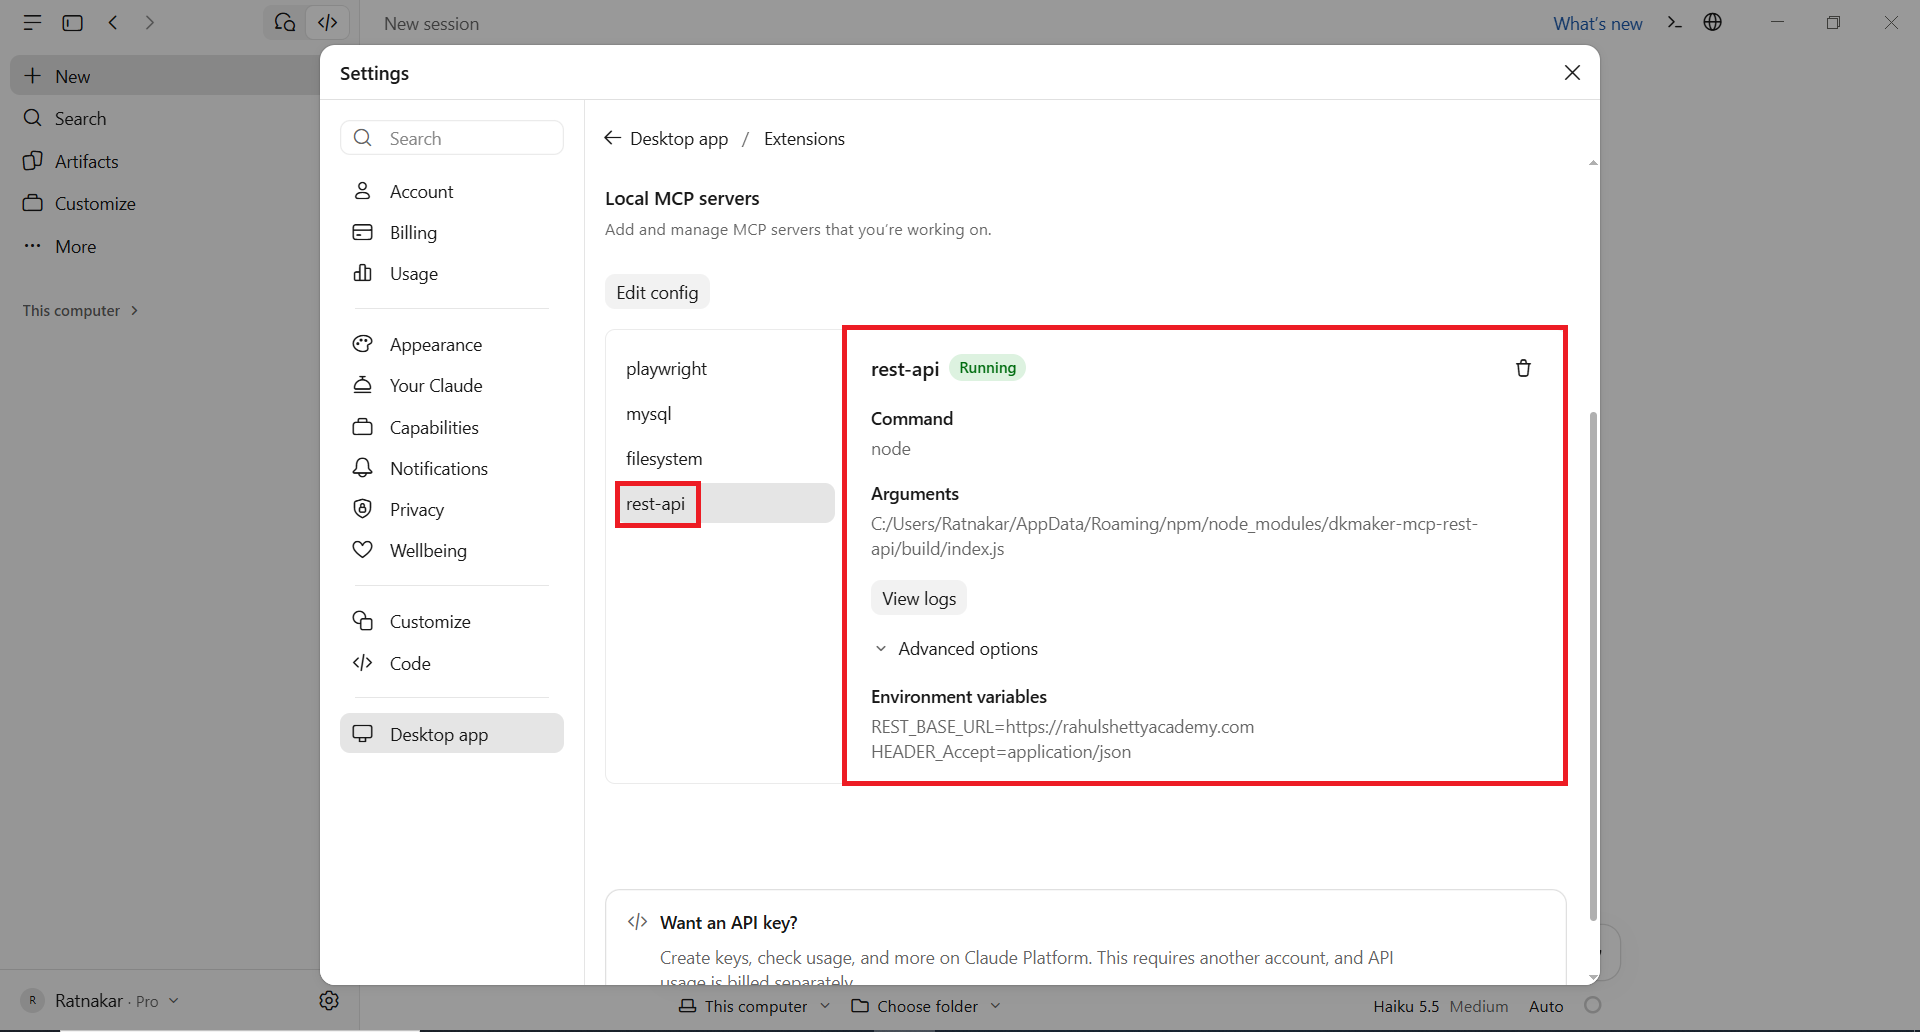 New session
What's new
New
Search
Artifacts
Customize
More
This computer
Settings
Search
Account
Billing
Usage
Appearance
Your Claude
Capabilities
Notifications
Privacy
Wellbeing
Customize
Code
Desktop app
Desktop app / Extensions
Local MCP servers
Add and manage MCP servers that you're working on.
Edit config
playwright
mysql
filesystem
rest-api
rest-api Running
Command
node
Arguments
C:/Users/Ratnakar/AppData/Roaming/npm/node_modules/dkmaker-mcp-rest-
api/build/index.js
View logs
Advanced options
Environment variables
REST_BASE_URL=https://rahulshettyacademy.com
HEADER_Accept=application/json
Want an API key?
Create keys, check usage, and more on Claude Platform. This requires another account, and API
usage is billed separately.
R Ratnakar · Pro
This computer
Choose folder
Haiku 5.5 Medium Auto